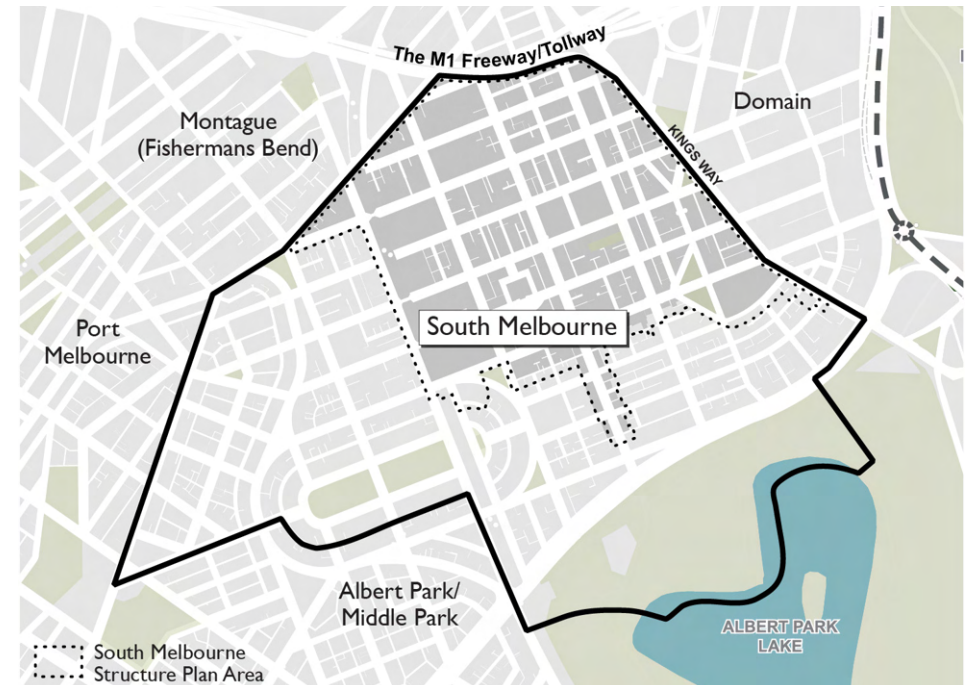 The M1 Freeway/Tollway
Montague
(Fishermans Bend)
Domain
KINGS WAY
Port
Melbourne
South Melbourne
Albert Park/
Middle Park
ALBERT PARK
LAKE
South Melbourne
Structure Plan Area